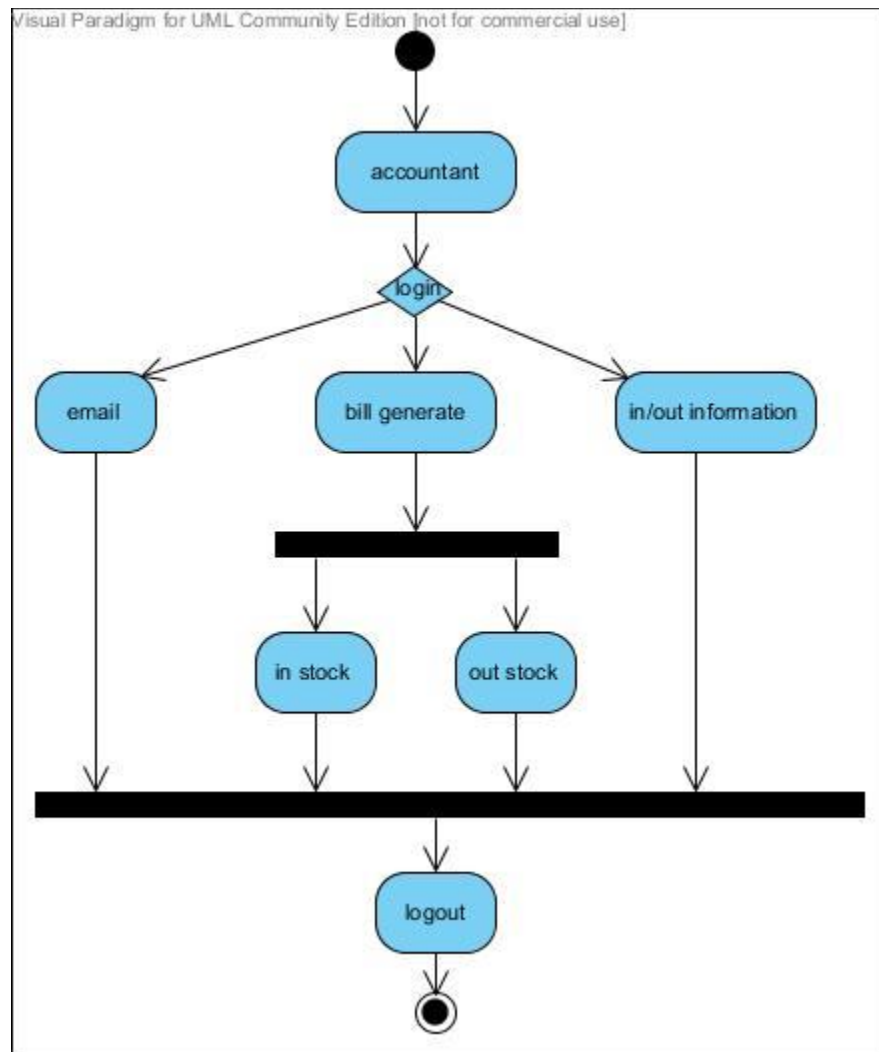 Visual Paradigm for UML Community Edition [not for commercial use]
accountant
login
email
bill generate
in/out information
in stock
out stock
logout